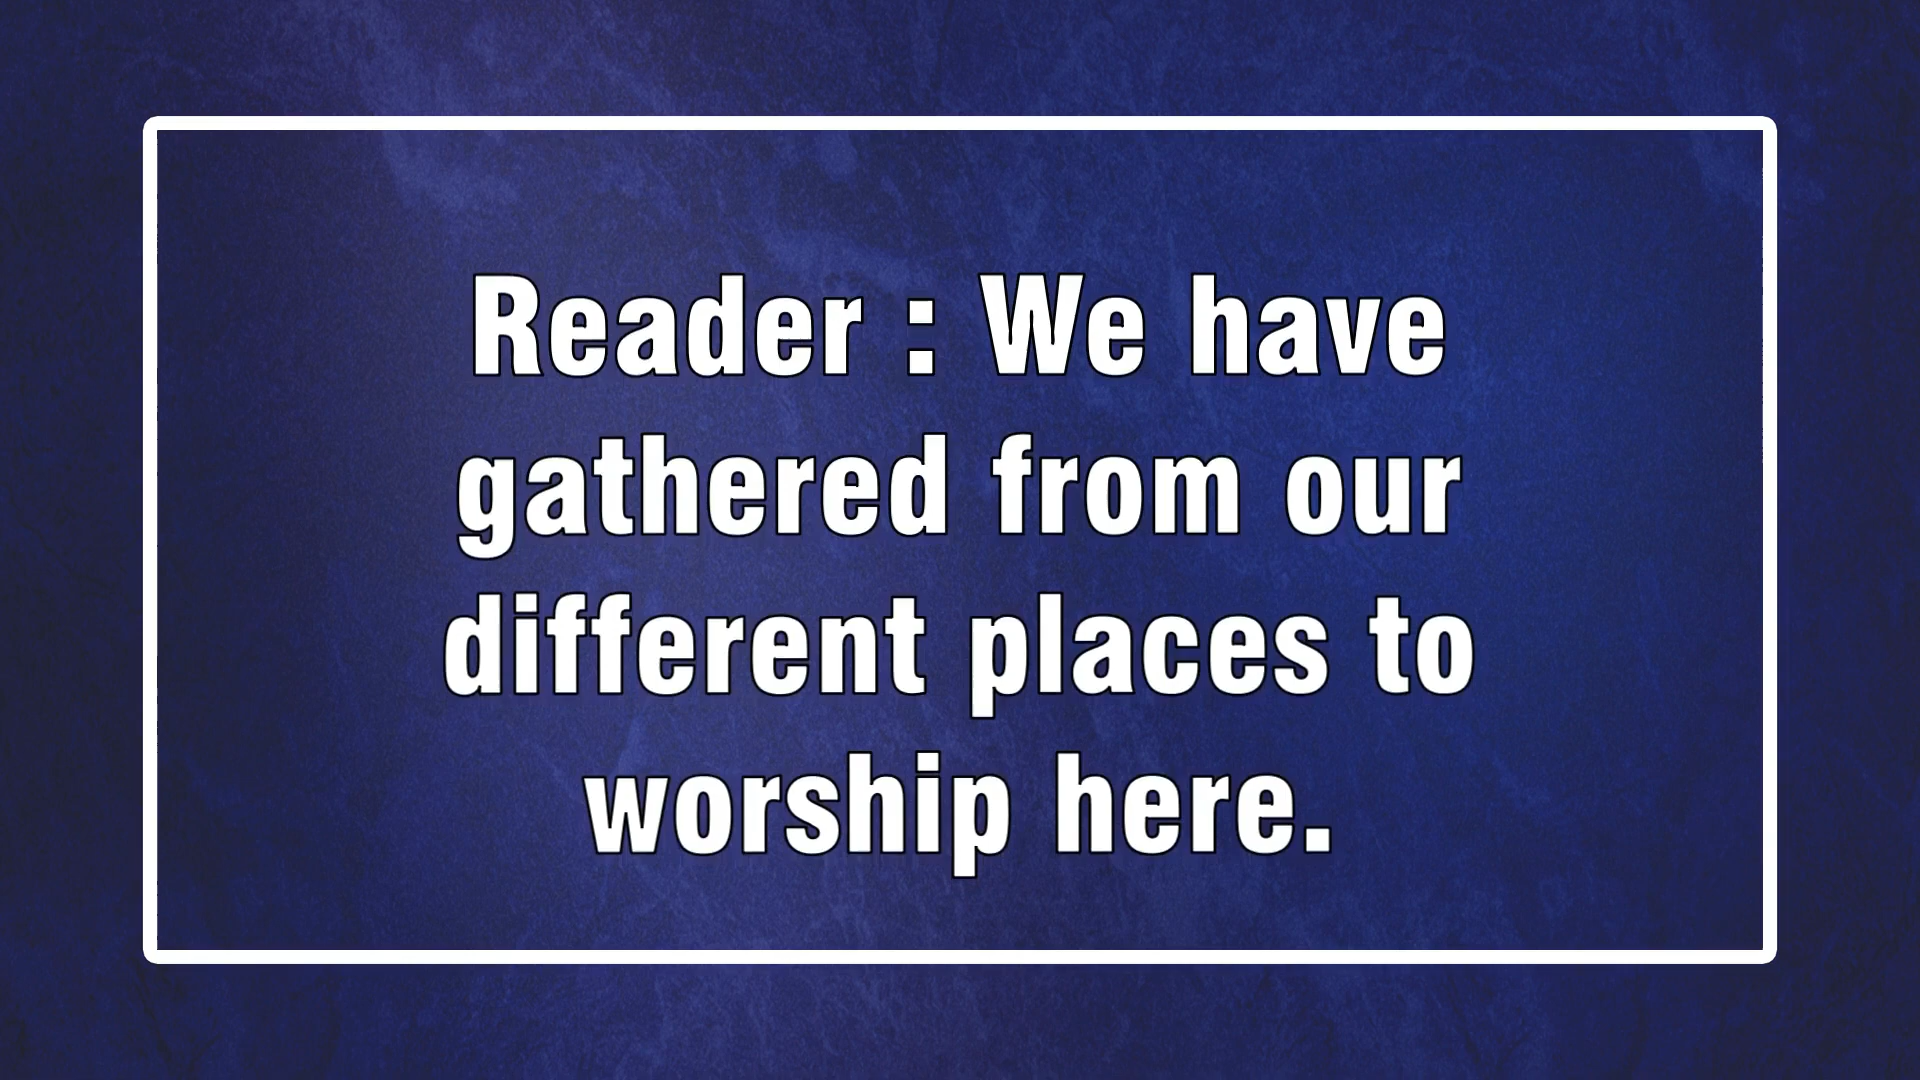 Reader : We have
gathered from our
different places to
worship here.